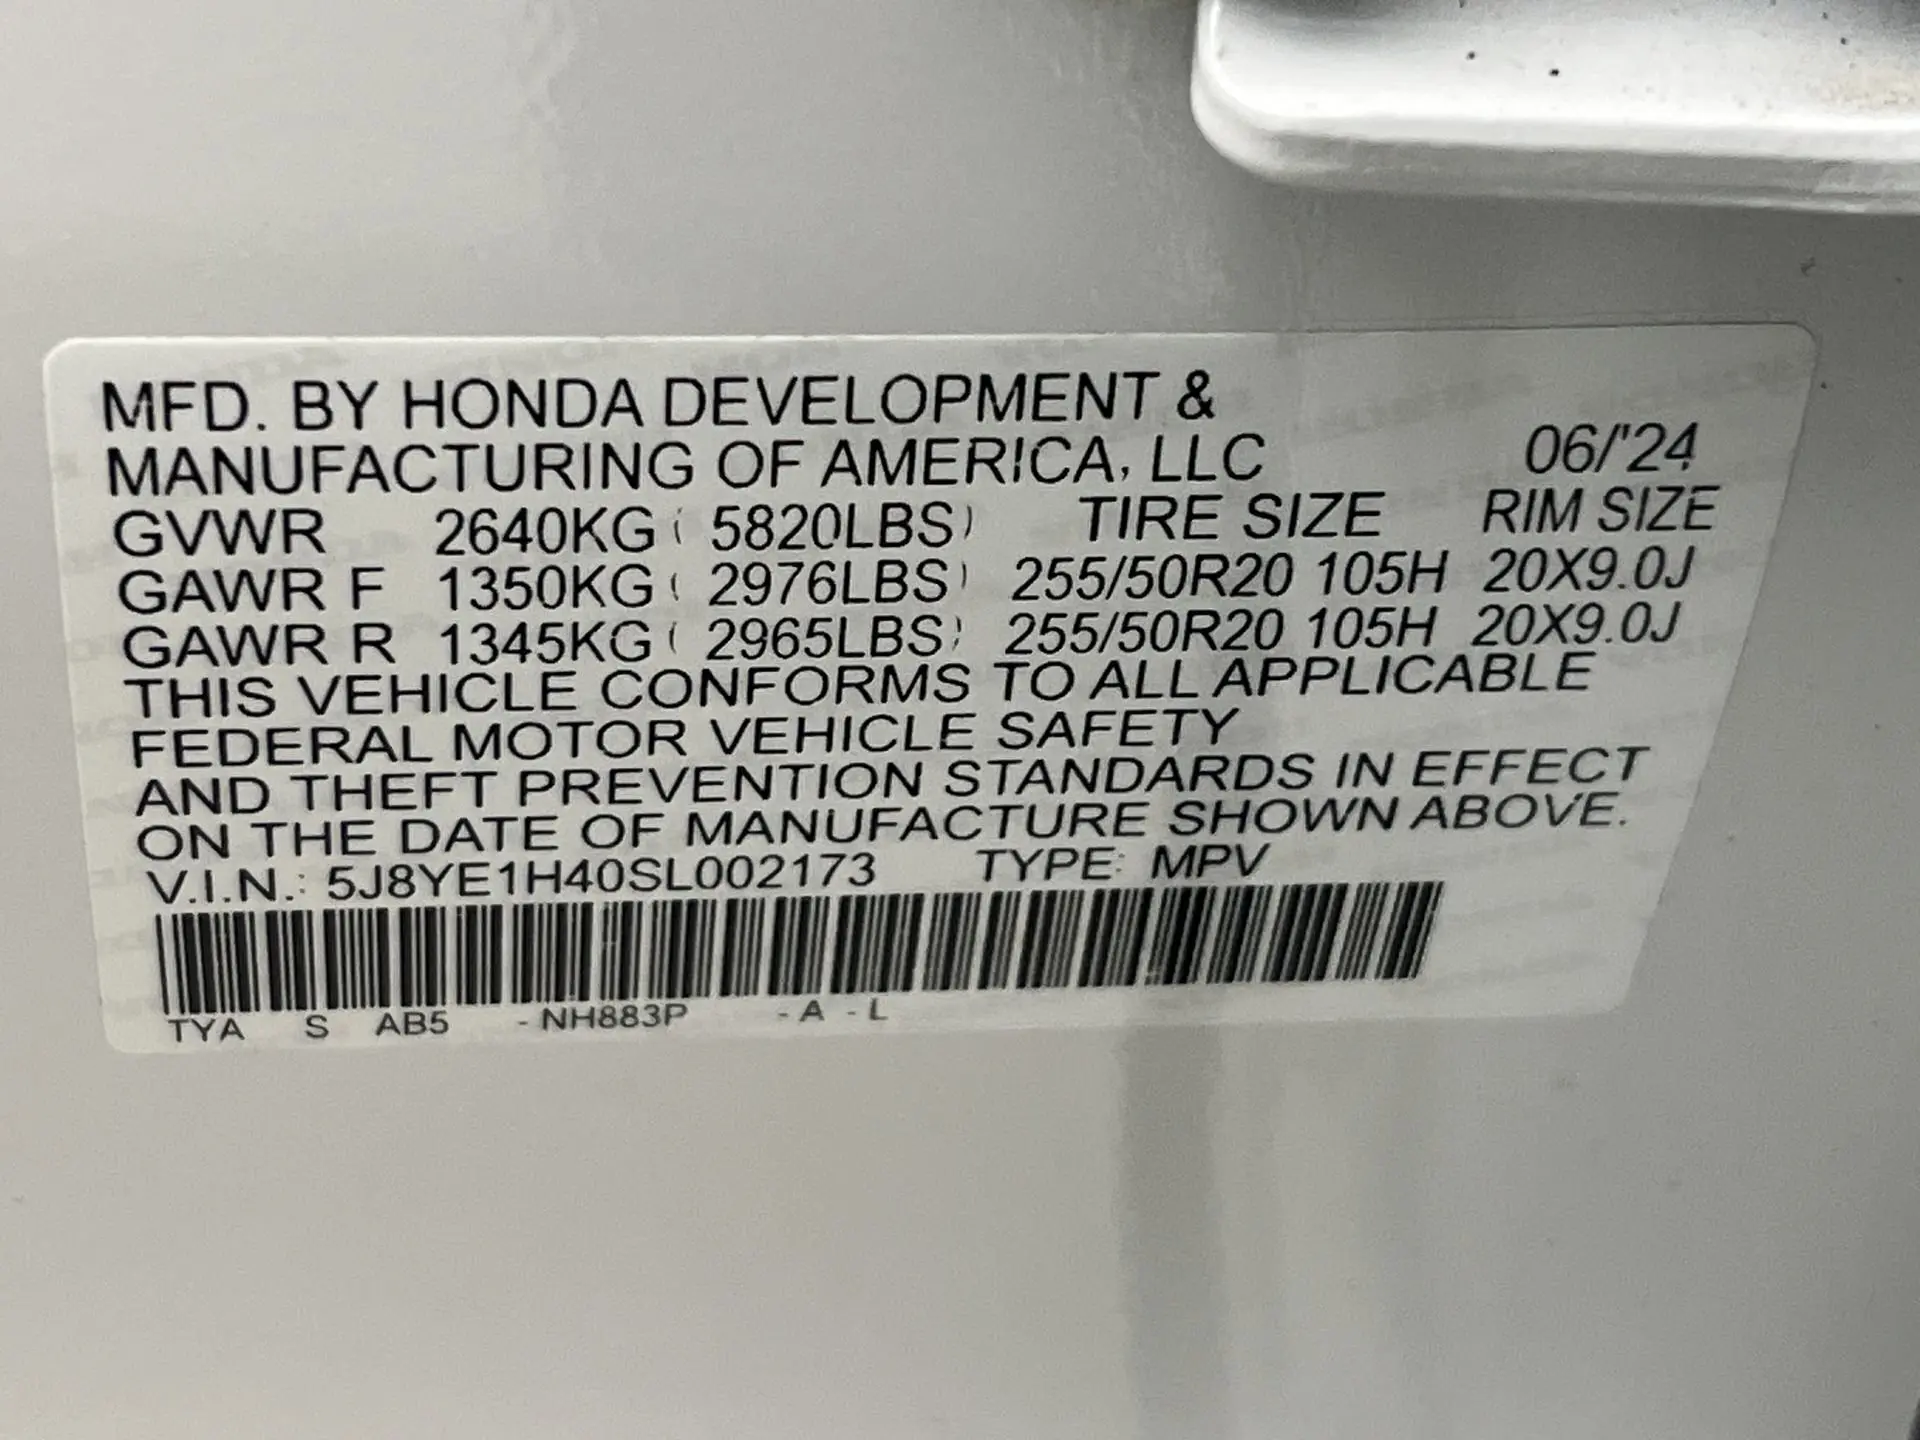 MFD. BY HONDA DEVELOPMENT &
MANUFACTURING OF AMERICA, LLC 06/'24
GVWR 2640KG ( 5820LBS) TIRE SIZE RIM SIZE
GAWR F 1350KG ( 2976LBS) 255/50R20 105H 20X9.0J
GAWR R 1345KG ( 2965LBS) 255/50R20 105H 20X9.0J
THIS VEHICLE CONFORMS TO ALL APPLICABLE
FEDERAL MOTOR VEHICLE SAFETY
AND THEFT PREVENTION STANDARDS IN EFFECT
ON THE DATE OF MANUFACTURE SHOWN ABOVE.
V.I.N.: 5J8YE1H40SL002173 TYPE: MPV
TYA S AB5 - NH883P - A - L